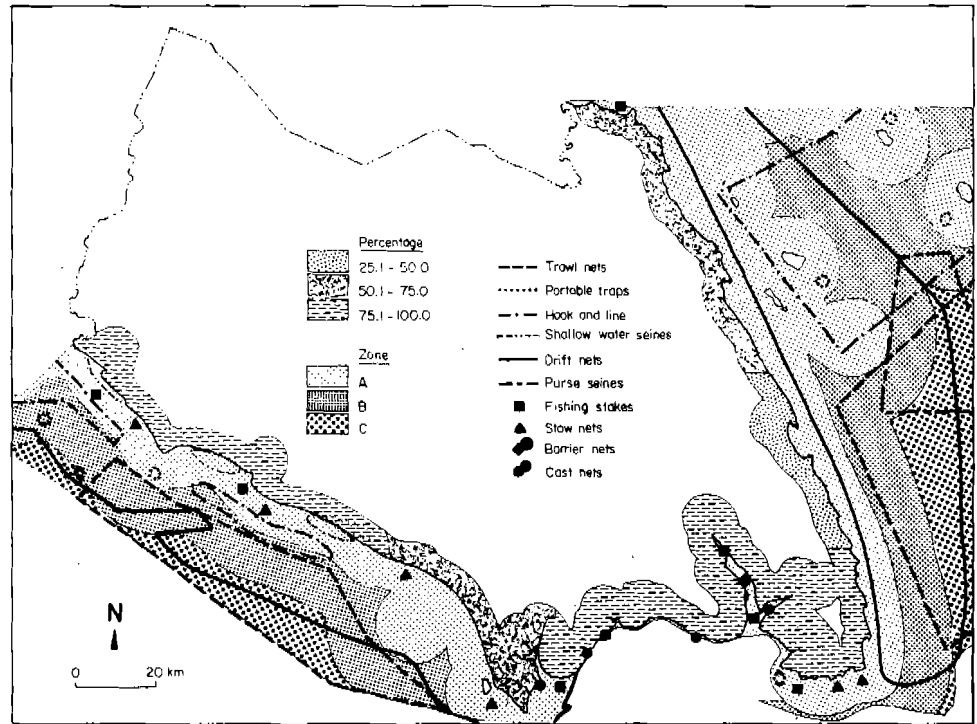 Percentage
25.1 - 50.0
50.1 - 75.0
75.1 - 100.0
Zone
A
B
C
Trawl nets
Portable traps
Hook and line
Shallow water seines
Drift nets
Purse seines
Fishing stakes
Stow nets
Barrier nets
Cast nets
N
0 20 km